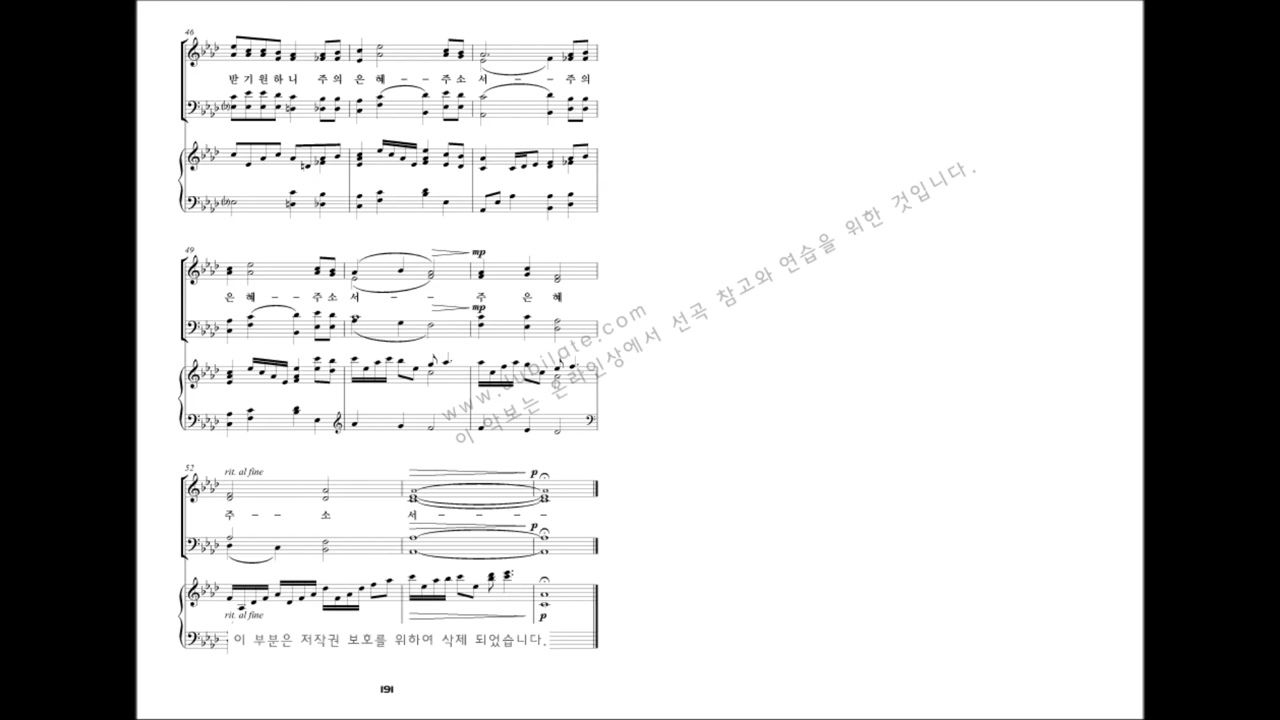 46
받 기 원 하 니 주 의 은 혜 - - 주 소 서 - - 주 의
49
mp
은 혜 - - 주 소 서 - - 주 은 혜
mp
www.Jubilate.com
이 악보는 온라인상에서 선곡 참고와 연습을 위한 것입니다.
52
rit. al fine
p
주 - - 소 서 - - - -
p
rit. al fine
p
이 부분은 저작권 보호를 위하여 삭제 되었습니다.
191